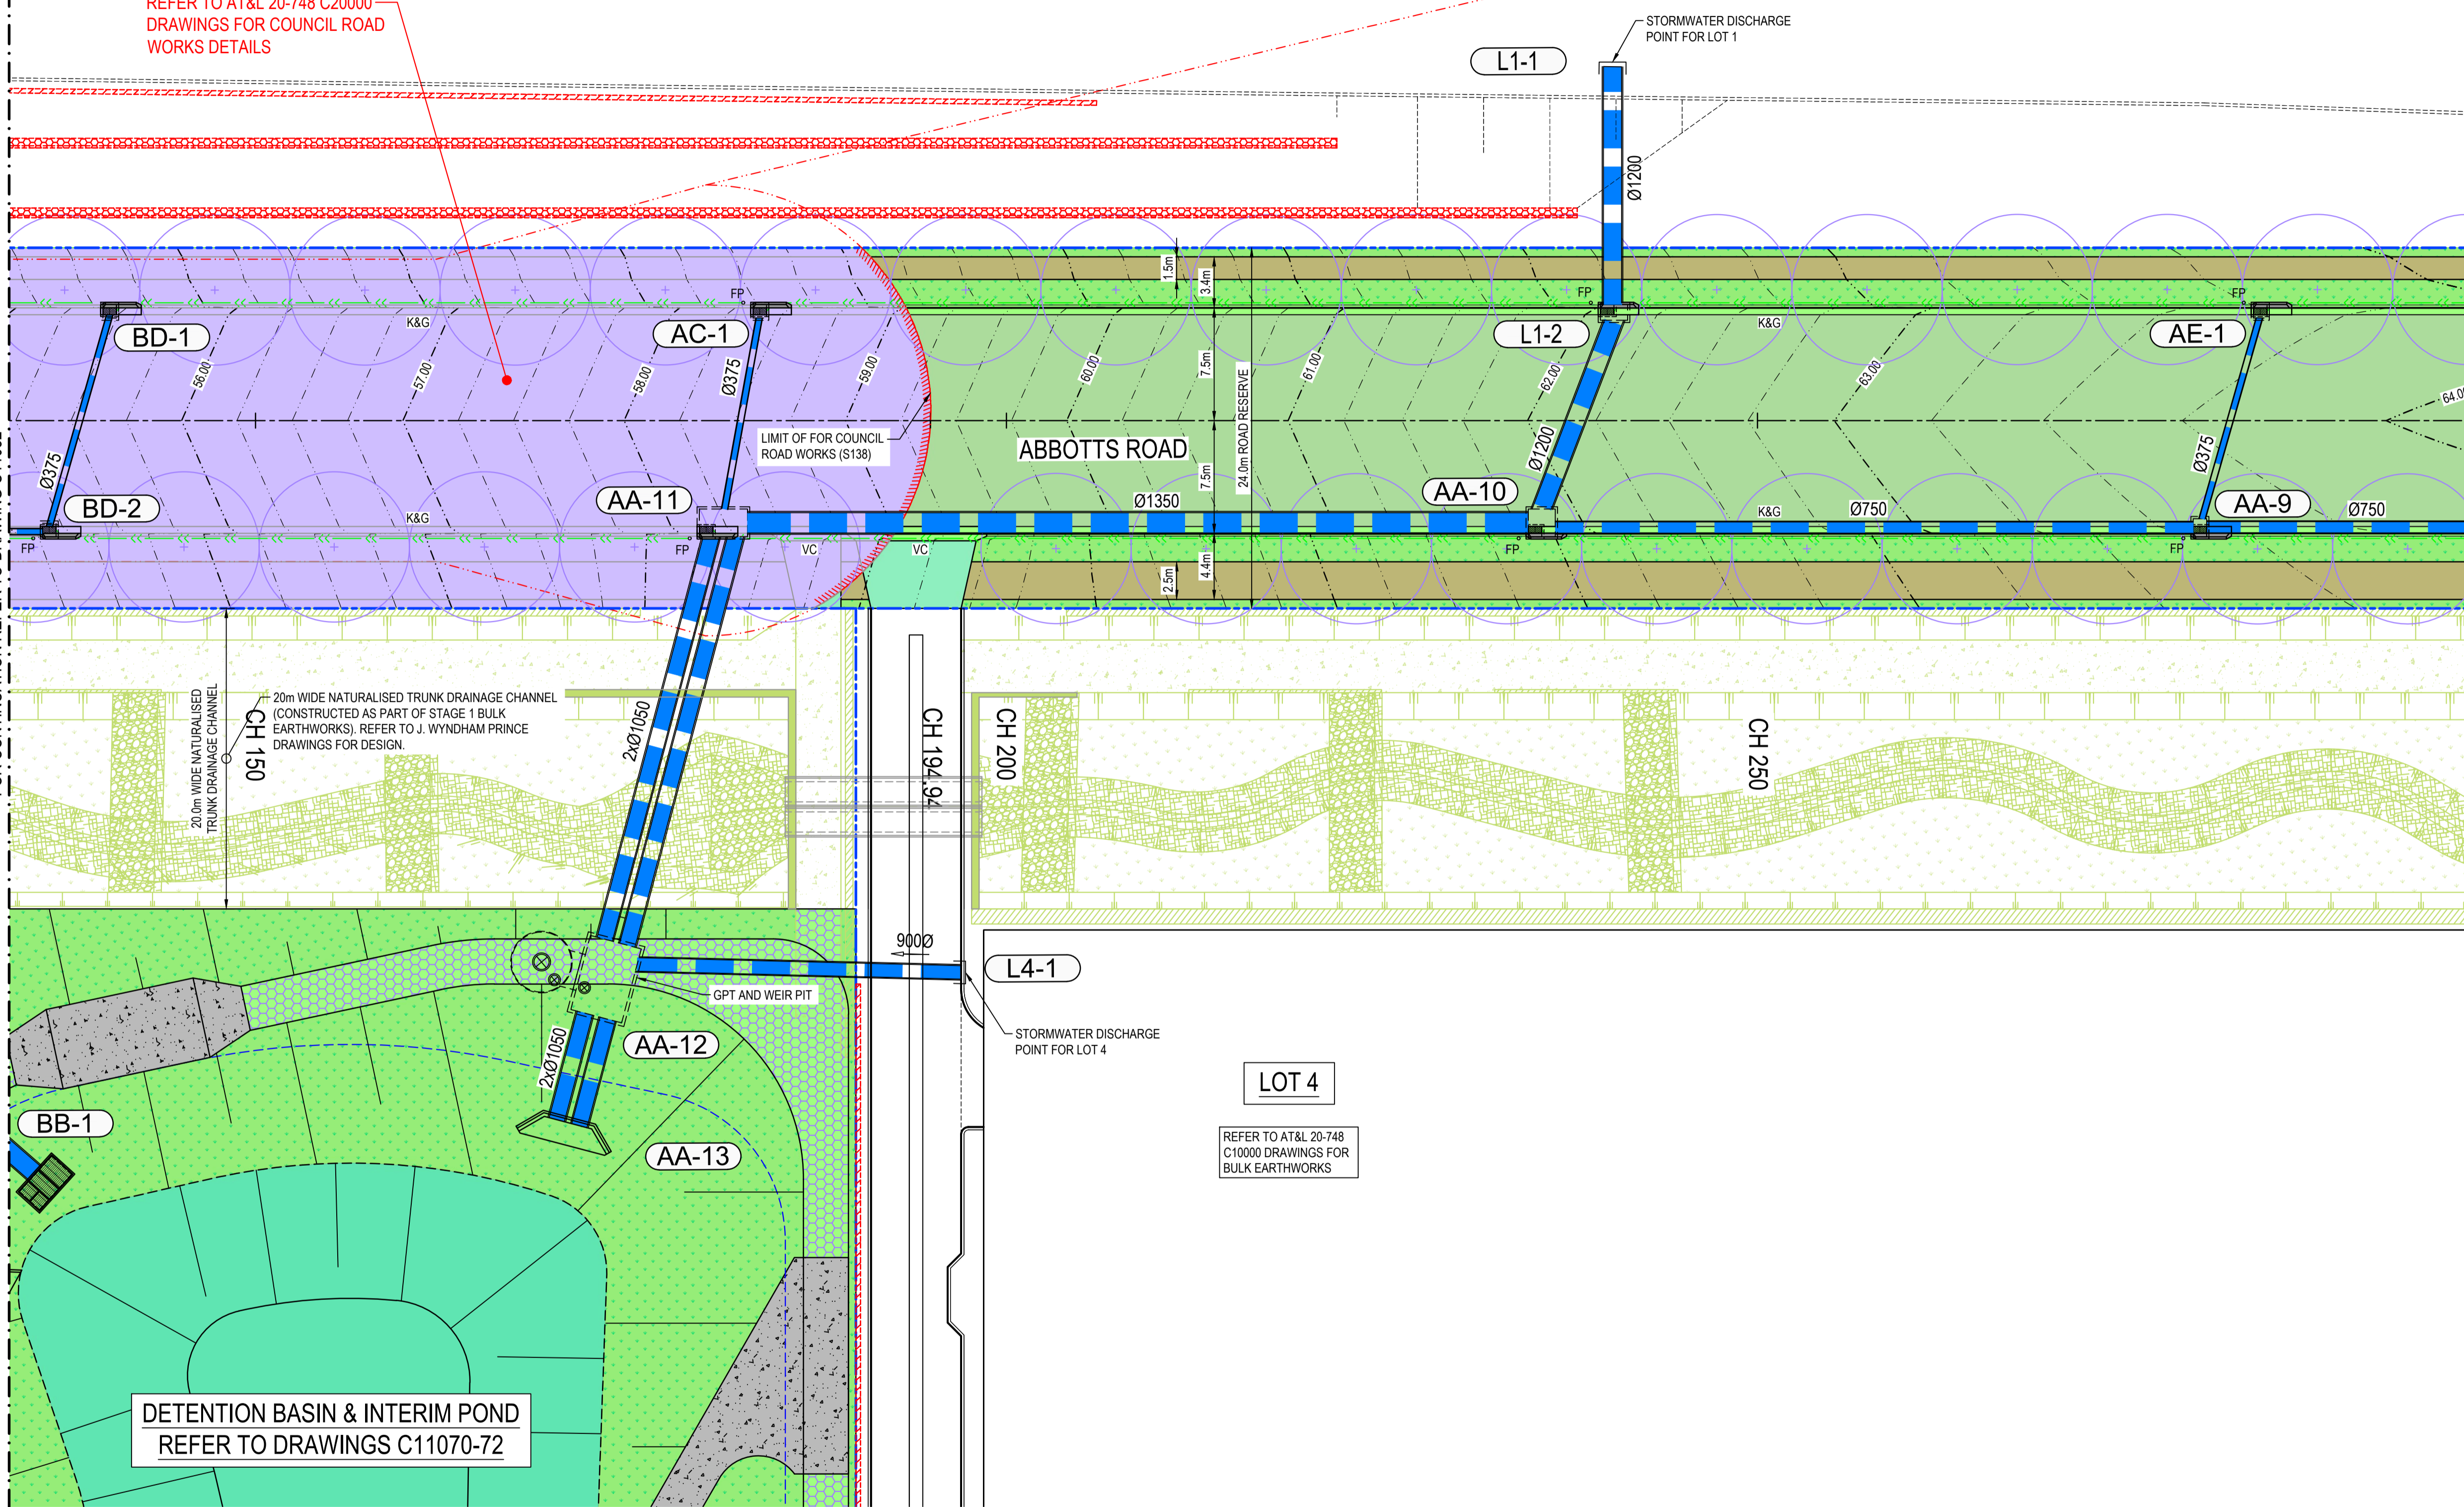 REFER TO AT&L 20-748 C20000
DRAWINGS FOR COUNCIL ROAD
WORKS DETAILS
STORMWATER DISCHARGE
POINT FOR LOT 1
L1-1
Ø1200
1.5m
3.4m
FP
FP
FP
BD-1
K&G
AC-1
L1-2
K&G
AE-1
56.00
57.00
58.00
59.00
60.00
61.00
62.00
63.00
Ø375
7.5m
24.0m ROAD RESERVE
LIMIT OF FOR COUNCIL
ROAD WORKS (S138)
ABBOTTS ROAD
Ø1200
Ø375
Ø375
7.5m
BD-2
AA-11
Ø1350
AA-10
AA-9
K&G
K&G
Ø750
Ø750
FP
FP
VC
VC
FP
FP
2.5m
4.4m
20.0m WIDE NATURALISED
TRUNK DRAINAGE CHANNEL
CH 150
20m WIDE NATURALISED TRUNK DRAINAGE CHANNEL
(CONSTRUCTED AS PART OF STAGE 1 BULK
EARTHWORKS). REFER TO J. WYNDHAM PRINCE
DRAWINGS FOR DESIGN.
2xØ1050
CH 194.94
CH 200
CH 250
900Ø
L4-1
GPT AND WEIR PIT
STORMWATER DISCHARGE
POINT FOR LOT 4
AA-12
2xØ1050
LOT 4
BB-1
AA-13
REFER TO AT&L 20-748
C10000 DRAWINGS FOR
BULK EARTHWORKS
DETENTION BASIN & INTERIM POND
REFER TO DRAWINGS C11070-72